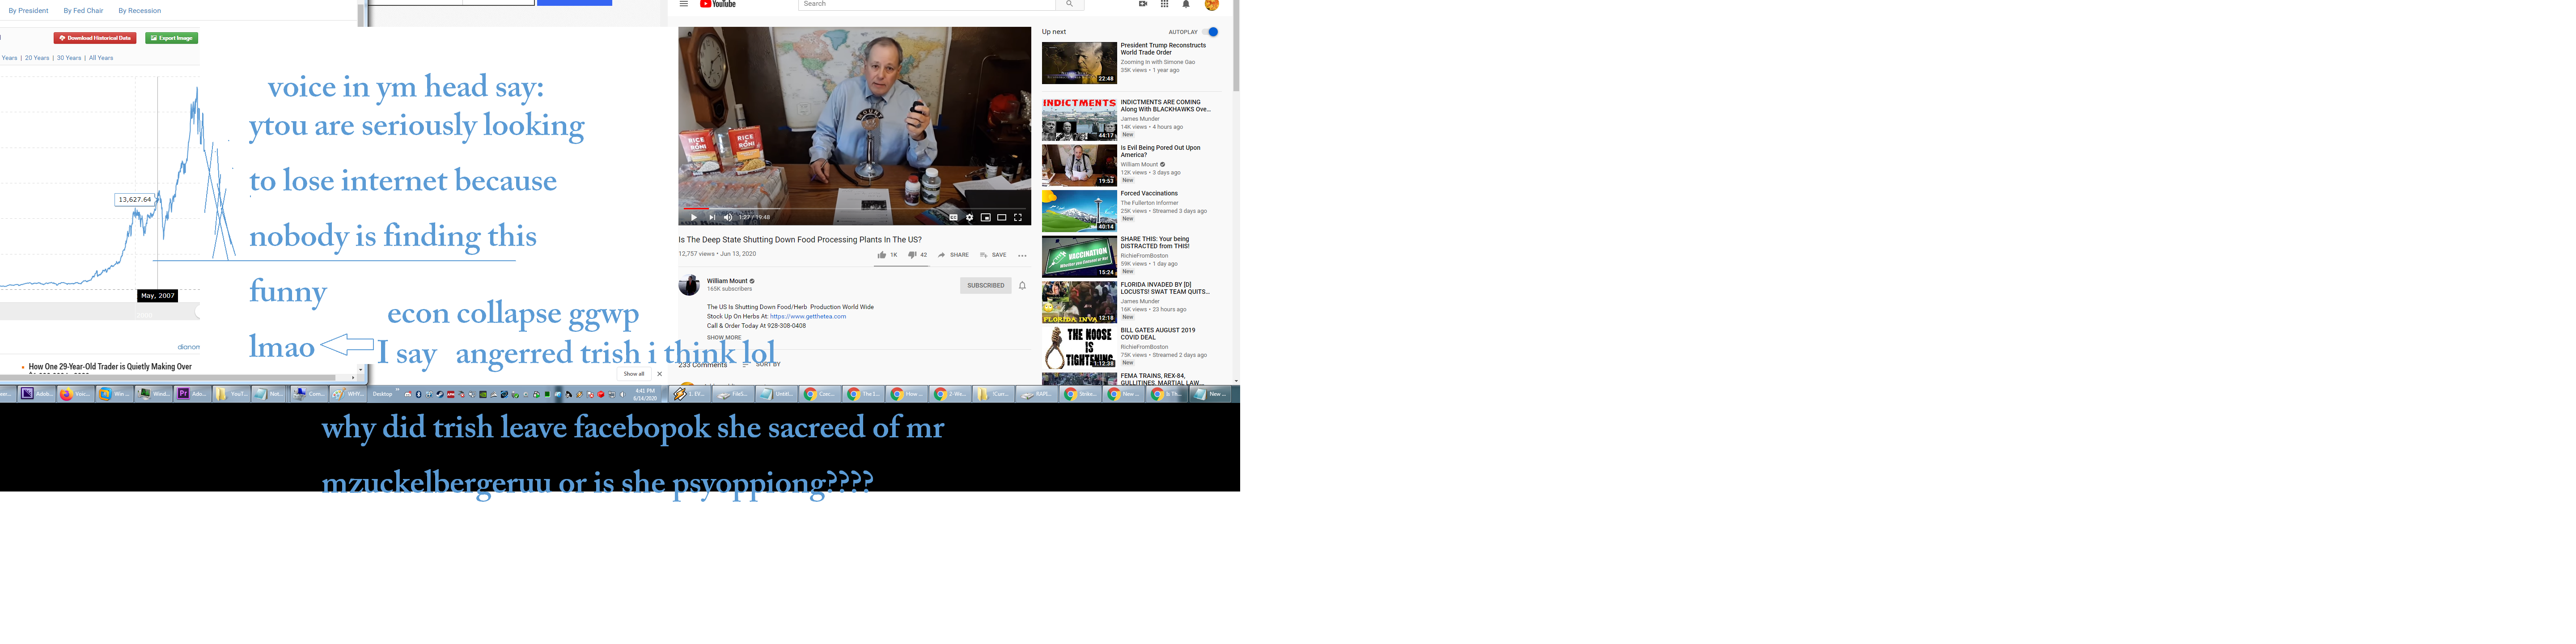 By President By Fed Chair By Recession
Download Historical Data Export Image
Years | 20 Years | 30 Years | All Years
13,627.64
May, 2007
How One 29-Year-Old Trader is Quietly Making Over
voice in ym head say:
ytou are seriously looking
to lose internet because
nobody is finding this
funny
lmao
econ collapse ggwp
I say angerred trish i think lol
why did trish leave facebopok she sacreed of mr
mzuckelbergeruu or is she psyoppiong????
Show all
Desktop
4:41 PM
6/14/2020
YouTube
Search
RICE
RONI
RICE
RONI
1:27 / 19:48
Is The Deep State Shutting Down Food Processing Plants In The US?
12,757 views • Jun 13, 2020
1K 42 SHARE SAVE
William Mount
165K subscribers
SUBSCRIBED
The US Is Shutting Down Food/Herb Production World Wide
Stock Up On Herbs At: https://www.getthetea.com
Call & Order Today At 928-308-0408
SHOW MORE
233 Comments SORT BY
Up next AUTOPLAY
President Trump Reconstructs
World Trade Order
Zooming In with Simone Gao
35K views • 1 year ago
22:48
INDICTMENTS
INDICTMENTS ARE COMING
Along With BLACKHAWKS Ove...
James Munder
14K views • 4 hours ago
New
44:17
Is Evil Being Pored Out Upon
America?
William Mount
12K views • 3 days ago
New
19:53
Forced Vaccinations
The Fullerton Informer
25K views • Streamed 3 days ago
New
40:14
VACCINATION
SHARE THIS: Your being
DISTRACTED from THIS!
RichieFromBoston
59K views • 1 day ago
New
15:24
FLORIDA INVA
FLORIDA INVADED BY [D]
LOCUSTS! SWAT TEAM QUITS...
James Munder
16K views • 23 hours ago
New
12:18
THE NOOSE
IS
TIGHTENING
BILL GATES AUGUST 2019
COVID DEAL
RichieFromBoston
75K views • Streamed 2 days ago
New
1:12:38
FEMA TRAINS, REX-84,
GULLITINES, MARTIAL LAW...